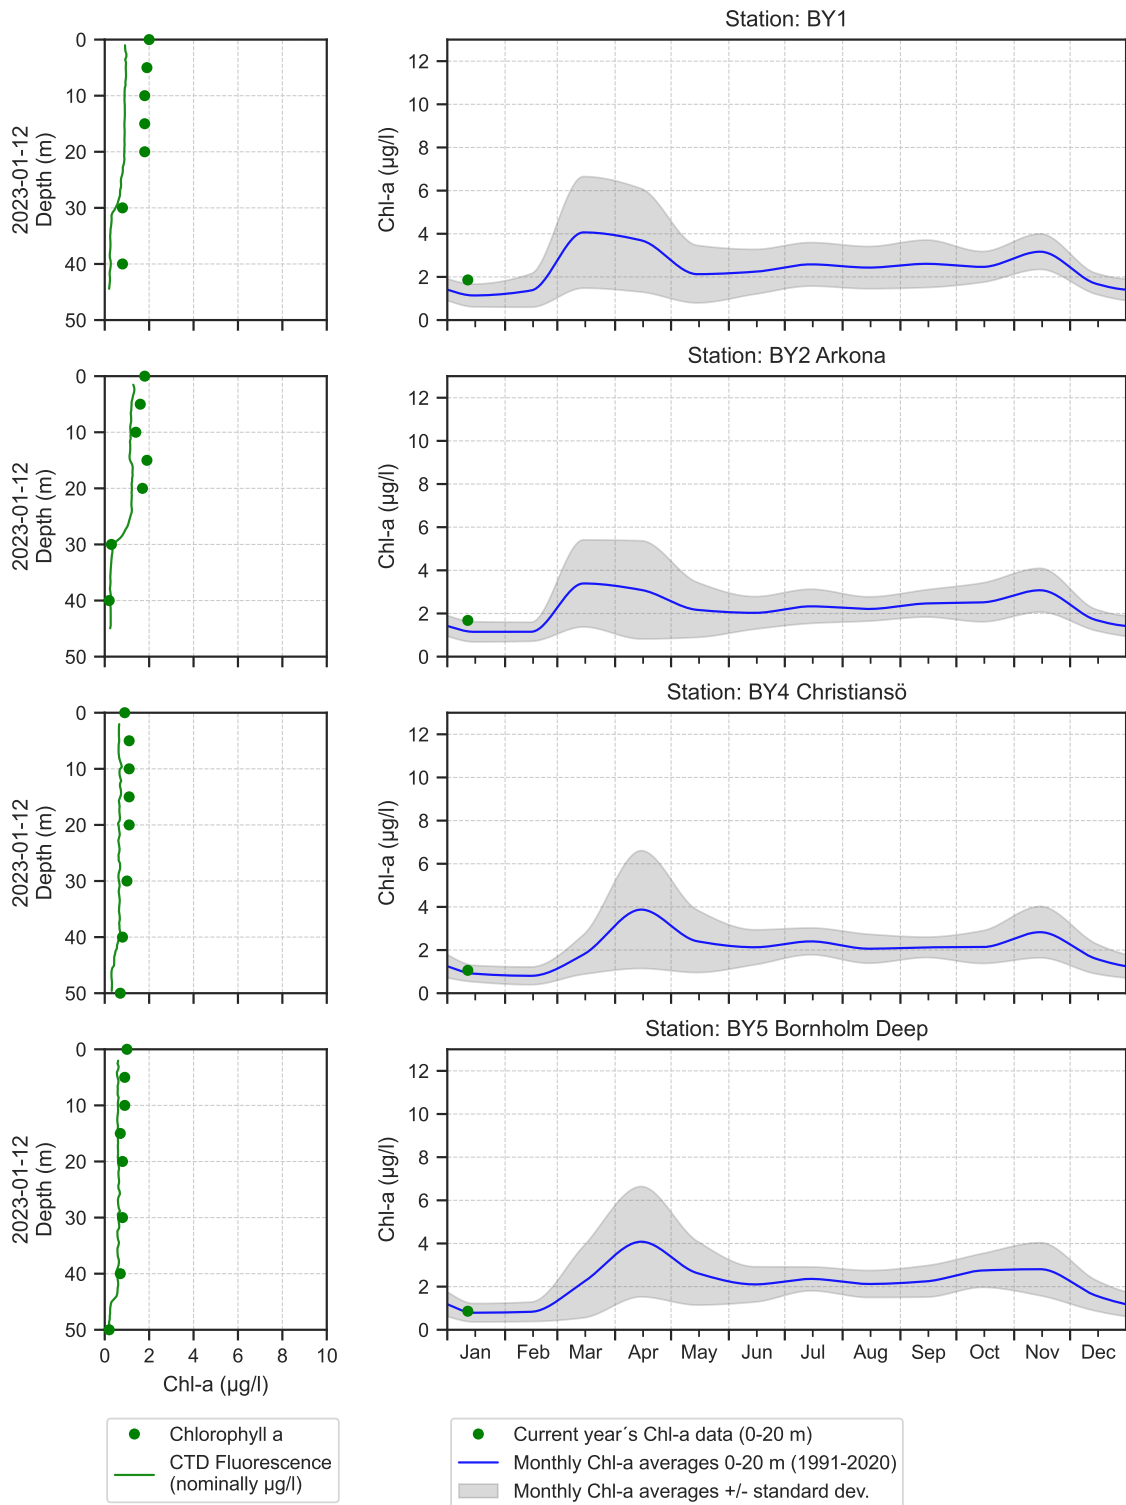 Station: BY1
0
10
20
30
40
50
2023-01-12
Depth (m)
12
10
8
6
4
2
0
Chl-a (µg/l)
Station: BY2 Arkona
0
10
20
30
40
50
2023-01-12
Depth (m)
12
10
8
6
4
2
0
Chl-a (µg/l)
Station: BY4 Christiansö
0
10
20
30
40
50
2023-01-12
Depth (m)
12
10
8
6
4
2
0
Chl-a (µg/l)
Station: BY5 Bornholm Deep
0
10
20
30
40
50
2023-01-12
Depth (m)
12
10
8
6
4
2
0
Chl-a (µg/l)
0 2 4 6 8 10
Chl-a (µg/l)
Jan Feb Mar Apr May Jun Jul Aug Sep Oct Nov Dec
Chlorophyll a
CTD Fluorescence
(nominally µg/l)
Current year´s Chl-a data (0-20 m)
Monthly Chl-a averages 0-20 m (1991-2020)
Monthly Chl-a averages +/- standard dev.